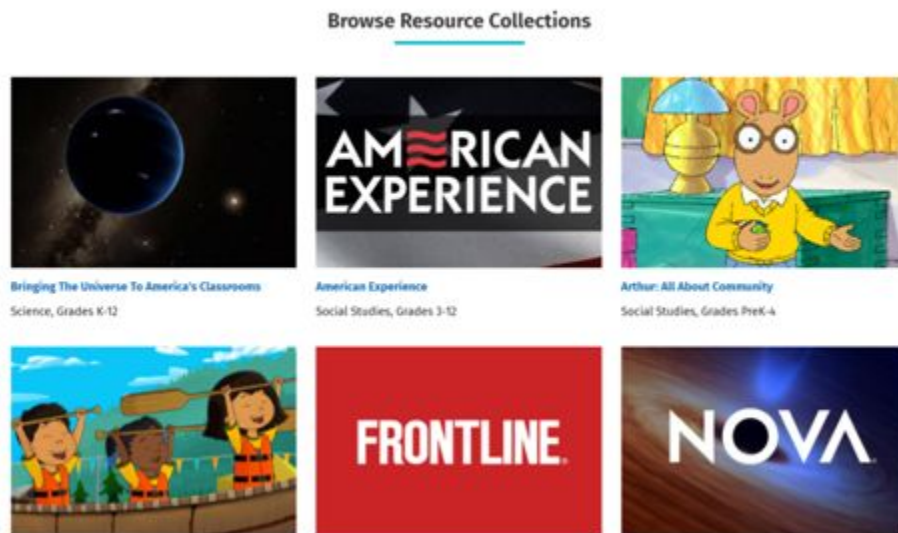 Browse Resource Collections
AMERICAN
EXPERIENCE
Bringing The Universe To America's Classrooms
American Experience
Arthur: All About Community
Science, Grades K-12
Social Studies, Grades 3-12
Social Studies, Grades PreK-4
FRONTLINE
NOVA